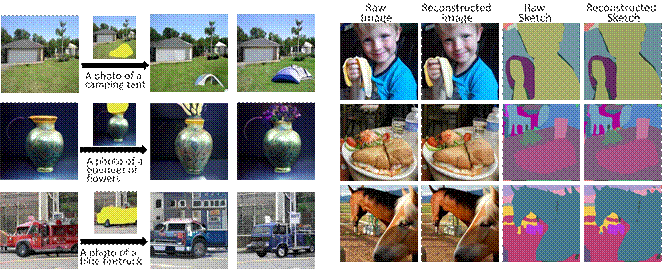 A photo of a
camping tent
A photo of a
bouquet of
flowers
A photo of a
blue firetruck
Raw
Image
Reconstructed
Image
Raw
Sketch
Reconstructed
Sketch